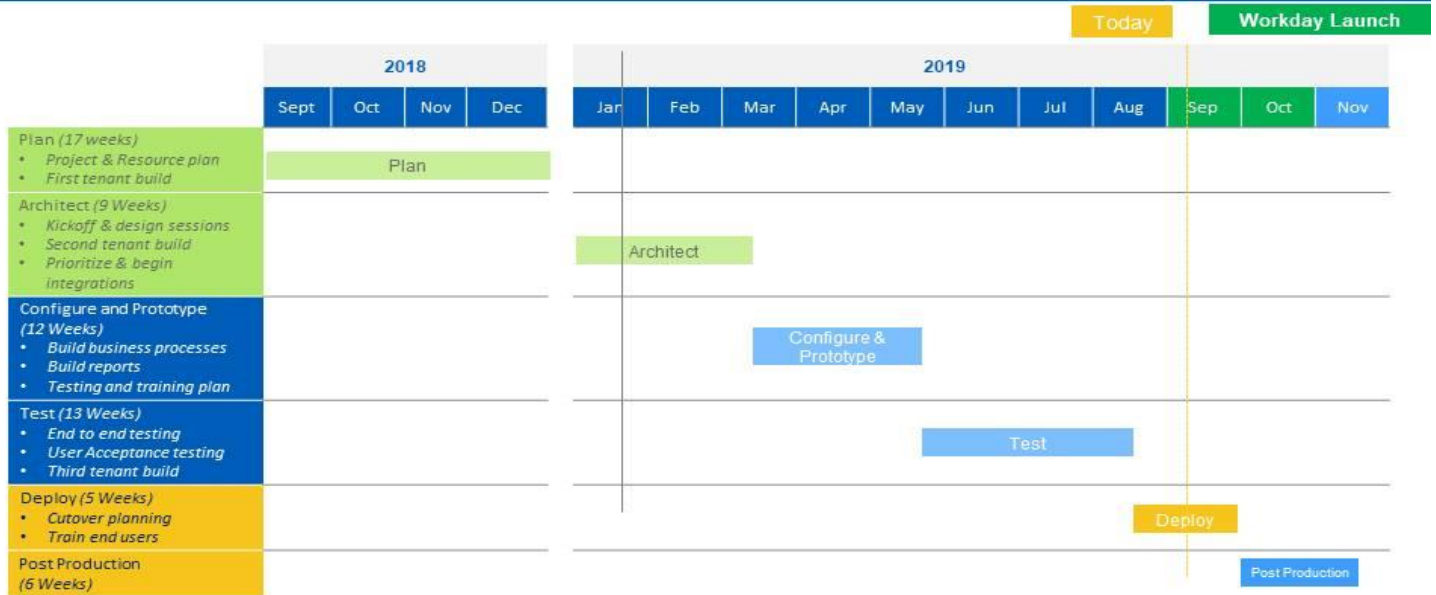 Today
Workday Launch
2018
2019
Sept Oct Nov Dec Jan Feb Mar Apr May Jun Jul Aug Sep Oct Nov
Plan (17 weeks)
• Project & Resource plan
• First tenant build
Plan
Architect (9 Weeks)
• Kickoff & design sessions
• Second tenant build
• Prioritize & begin
integrations
Architect
Configure and Prototype
(12 Weeks)
• Build business processes
• Build reports
• Testing and training plan
Configure &
Prototype
Test (13 Weeks)
• End to end testing
• User Acceptance testing
• Third tenant build
Test
Deploy (5 Weeks)
• Cutover planning
• Train end users
Deploy
Post Production
(6 Weeks)
Post Production